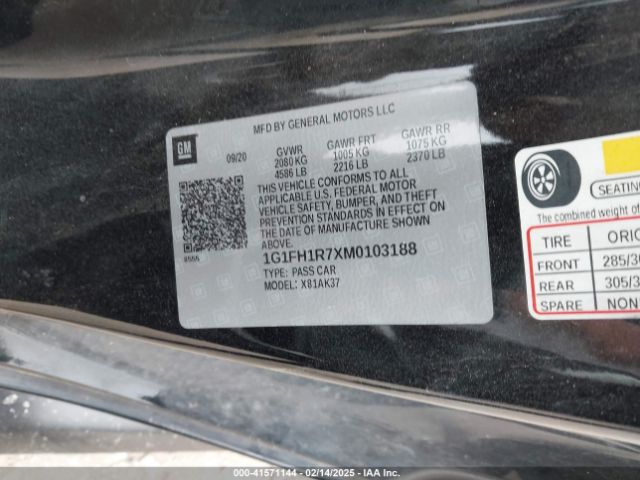 MFD BY GENERAL MOTORS LLC
GM
09/20
GVWR
2080 KG
4586 LB
GAWR FRT
1005 KG
2216 LB
GAWR RR
1075 KG
2370 LB
THIS VEHICLE CONFORMS TO ALL
APPLICABLE U.S. FEDERAL MOTOR
VEHICLE SAFETY, BUMPER, AND THEFT
PREVENTION STANDARDS IN EFFECT ON
THE DATE OF MANUFACTURE SHOWN
ABOVE.
1G1FH1R7XM0103188
TYPE: PASS CAR
MODEL: X81AK37
SEATING
The combined weight of
TIRE ORIG
FRONT 285/30
REAR 305/3
SPARE NON
000-41571144 - 02/14/2025 - IAA Inc.